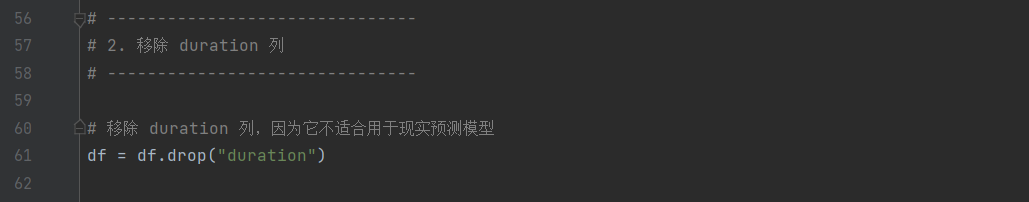 56 # -------------------------------
57 # 2. 移除 duration 列
58 # -------------------------------
59
60 # 移除 duration 列，因为它不适合用于现实预测模型
61 df = df.drop("duration")
62